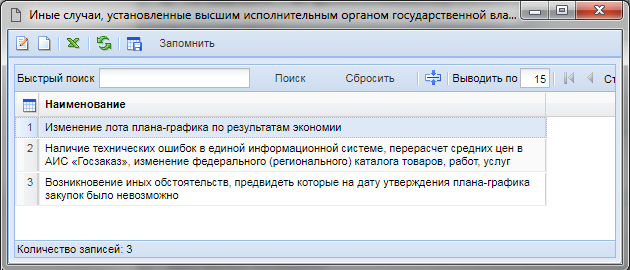 Иные случаи, установленные высшим исполнительным органом государственной вла...
Запомнить
Быстрый поиск Поиск Сбросить Выводить по 15 Ст
Наименование
1 Изменение лота плана-графика по результатам экономии
2 Наличие технических ошибок в единой информационной системе, перерасчет средних цен в
АИС «Госзаказ», изменение федерального (регионального) каталога товаров, работ, услуг
3 Возникновение иных обстоятельств, предвидеть которые на дату утверждения плана-графика
закупок было невозможно
Количество записей: 3